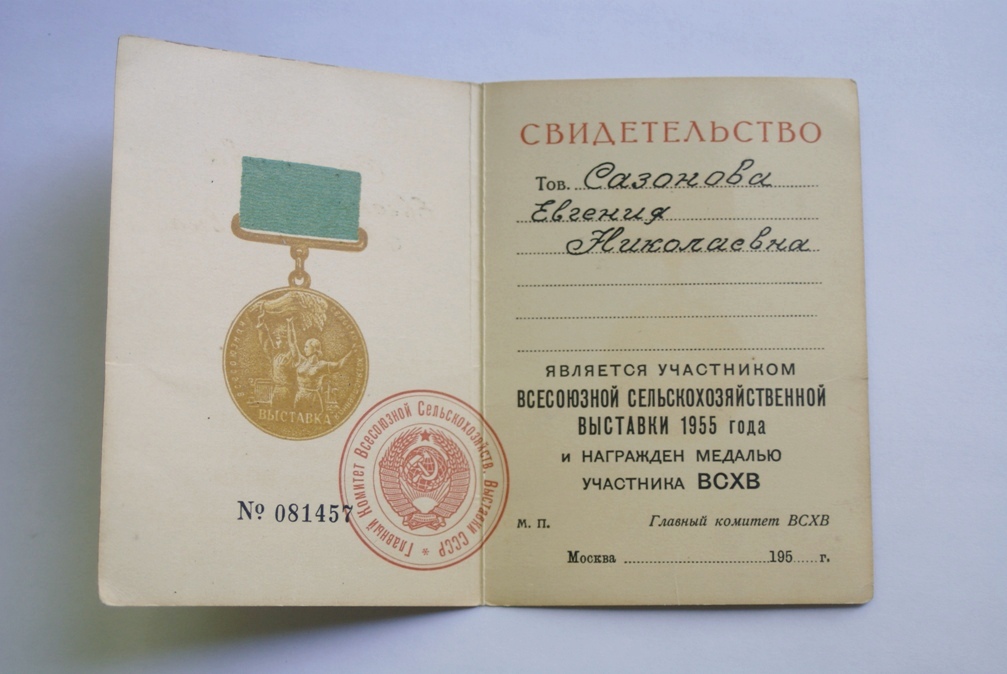 ВЫСТАВКА
№ 081457
Главный Комитет Всесоюзной Сельскохозяйств. Выставки СССР *
СВИДЕТЕЛЬСТВО
Тов. Сазонова
Евгения
Николаевна
ЯВЛЯЕТСЯ УЧАСТНИКОМ
ВСЕСОЮЗНОЙ СЕЛЬСКОХОЗЯЙСТВЕННОЙ
ВЫСТАВКИ 1955 года
и НАГРАЖДЕН МЕДАЛЬЮ
УЧАСТНИКА ВСХВ
М. П. Главный комитет ВСХВ
Москва ........................ 195......г.